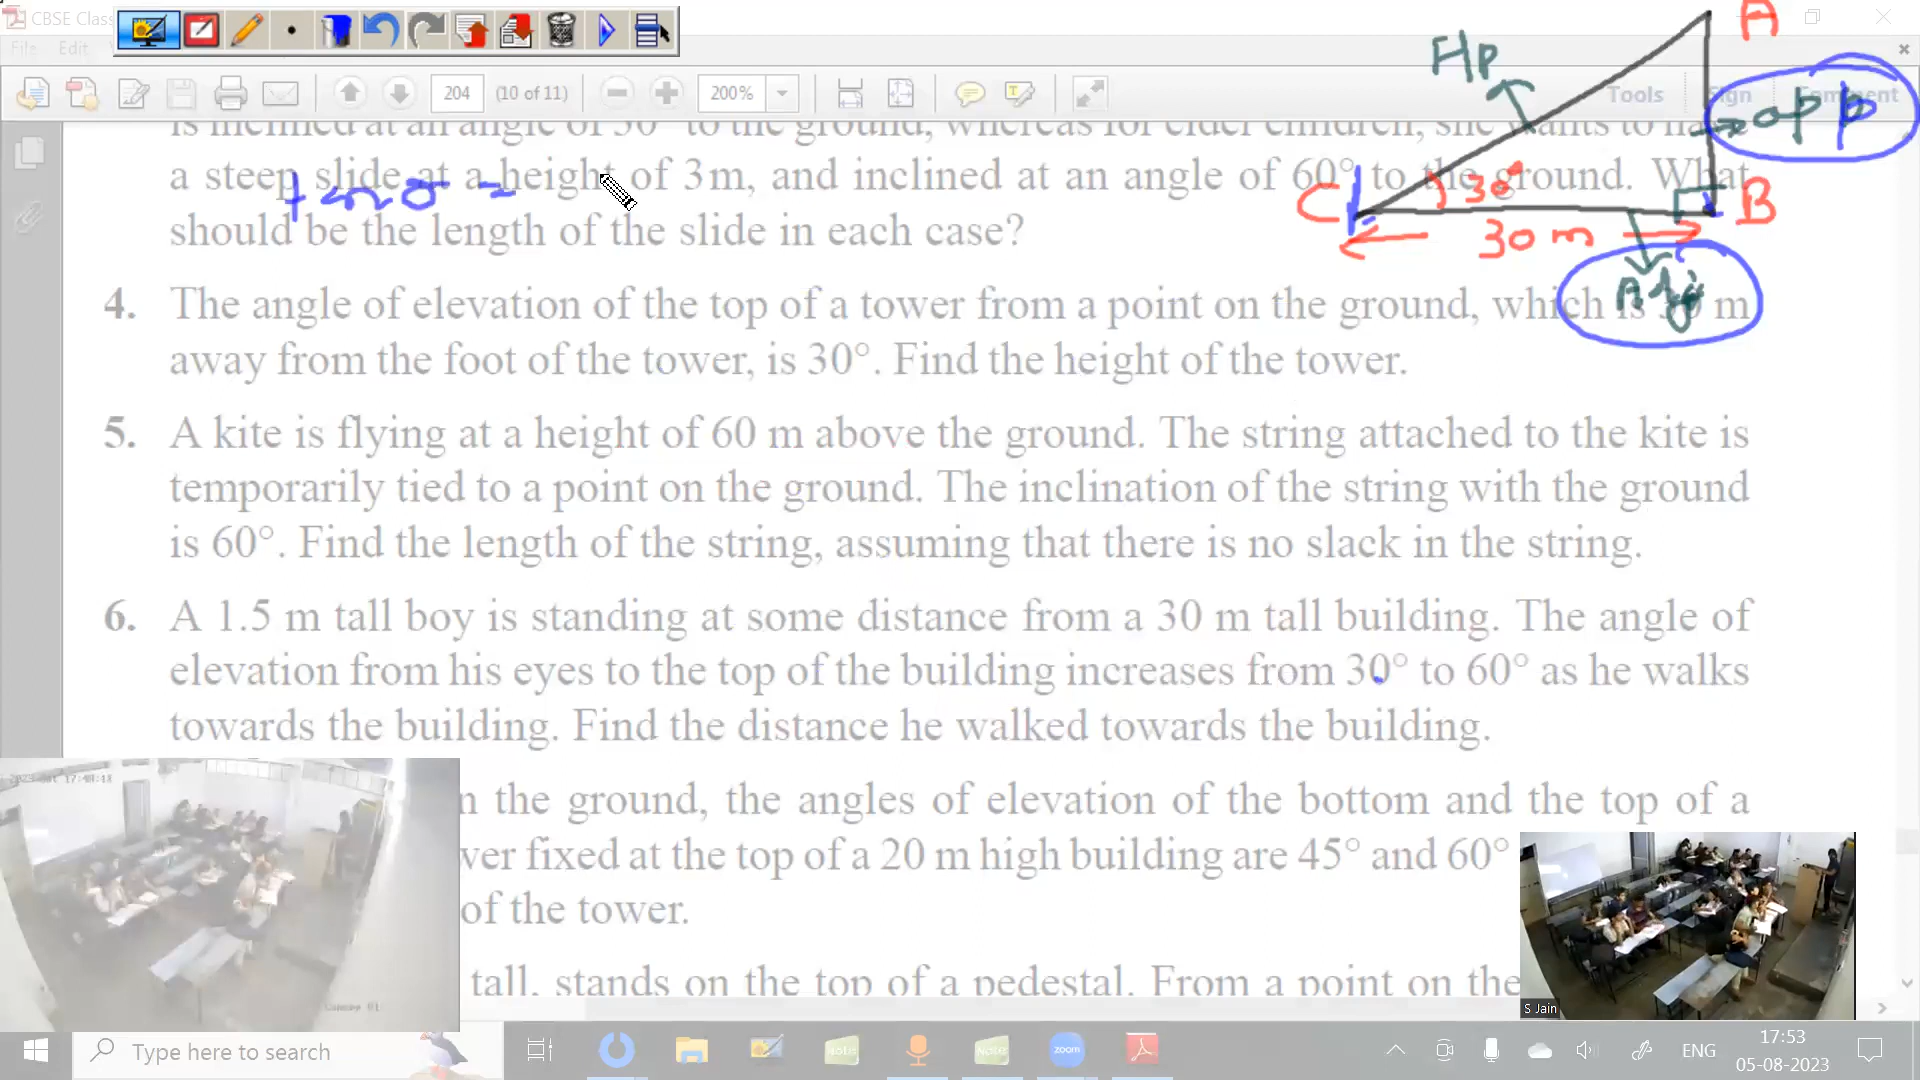 CBSE Class
File Edit
204 (10 of 11) 200% Tools Sign Comment
is inclined at an angle of 30° to the ground, whereas for elder children, she wants to have
a steep slide at a height of 3m, and inclined at an angle of 60° to the ground. What
should be the length of the slide in each case?
tan θ =
Hp
A
opp
C 30° B
30 m
Adj
4. The angle of elevation of the top of a tower from a point on the ground, which is 30 m
away from the foot of the tower, is 30°. Find the height of the tower.
5. A kite is flying at a height of 60 m above the ground. The string attached to the kite is
temporarily tied to a point on the ground. The inclination of the string with the ground
is 60°. Find the length of the string, assuming that there is no slack in the string.
6. A 1.5 m tall boy is standing at some distance from a 30 m tall building. The angle of
elevation from his eyes to the top of the building increases from 30° to 60° as he walks
towards the building. Find the distance he walked towards the building.
n the ground, the angles of elevation of the bottom and the top of a
wer fixed at the top of a 20 m high building are 45° and 60°
of the tower.
tall, stands on the top of a pedestal. From a point on the
Camera 01
S Jain
Type here to search
zoom
ENG
17:53
05-08-2023